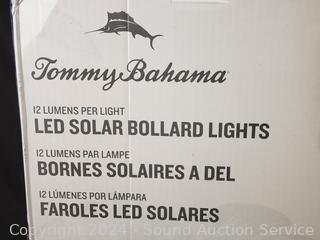 Tommy Bahama
12 LUMENS PER LIGHT
LED SOLAR BOLLARD LIGHTS
12 LUMENS PAR LAMPE
BORNES SOLAIRES A DEL
12 LÚMENES POR LÁMPARA
FAROLES LED SOLARES
Copyright 2024 - Sound Auction Service